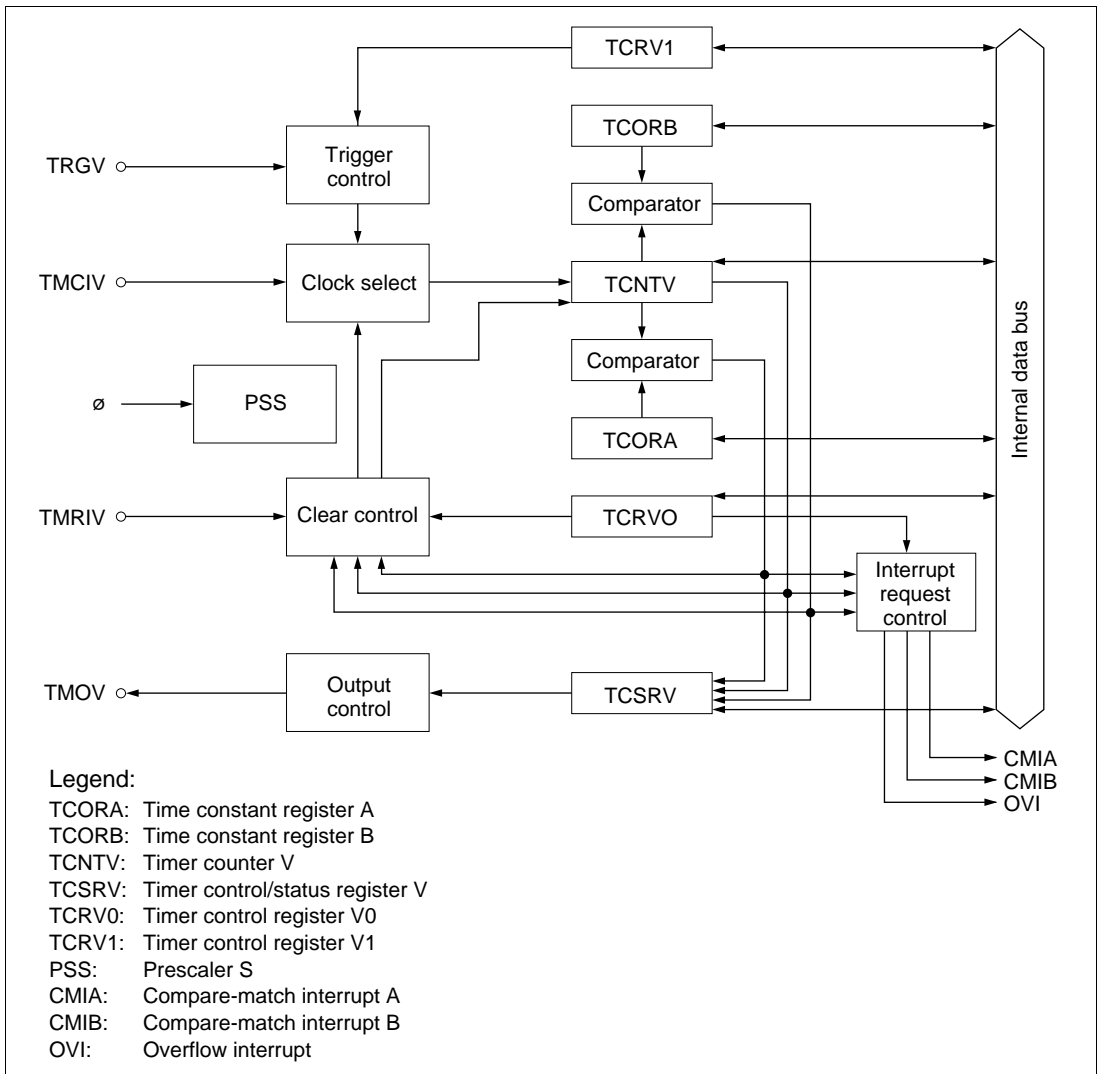 TCRV1
TCORB
TRGV
Trigger
control
Comparator
TMCIV
Clock select
TCNTV
Comparator
ø
PSS
TCORA
Internal data bus
TMRIV
Clear control
TCRVO
Interrupt
request
control
TMOV
Output
control
TCSRV
CMIA
CMIB
OVI
Legend:
TCORA: Time constant register A
TCORB: Time constant register B
TCNTV: Timer counter V
TCSRV: Timer control/status register V
TCRV0: Timer control register V0
TCRV1: Timer control register V1
PSS: Prescaler S
CMIA: Compare-match interrupt A
CMIB: Compare-match interrupt B
OVI: Overflow interrupt